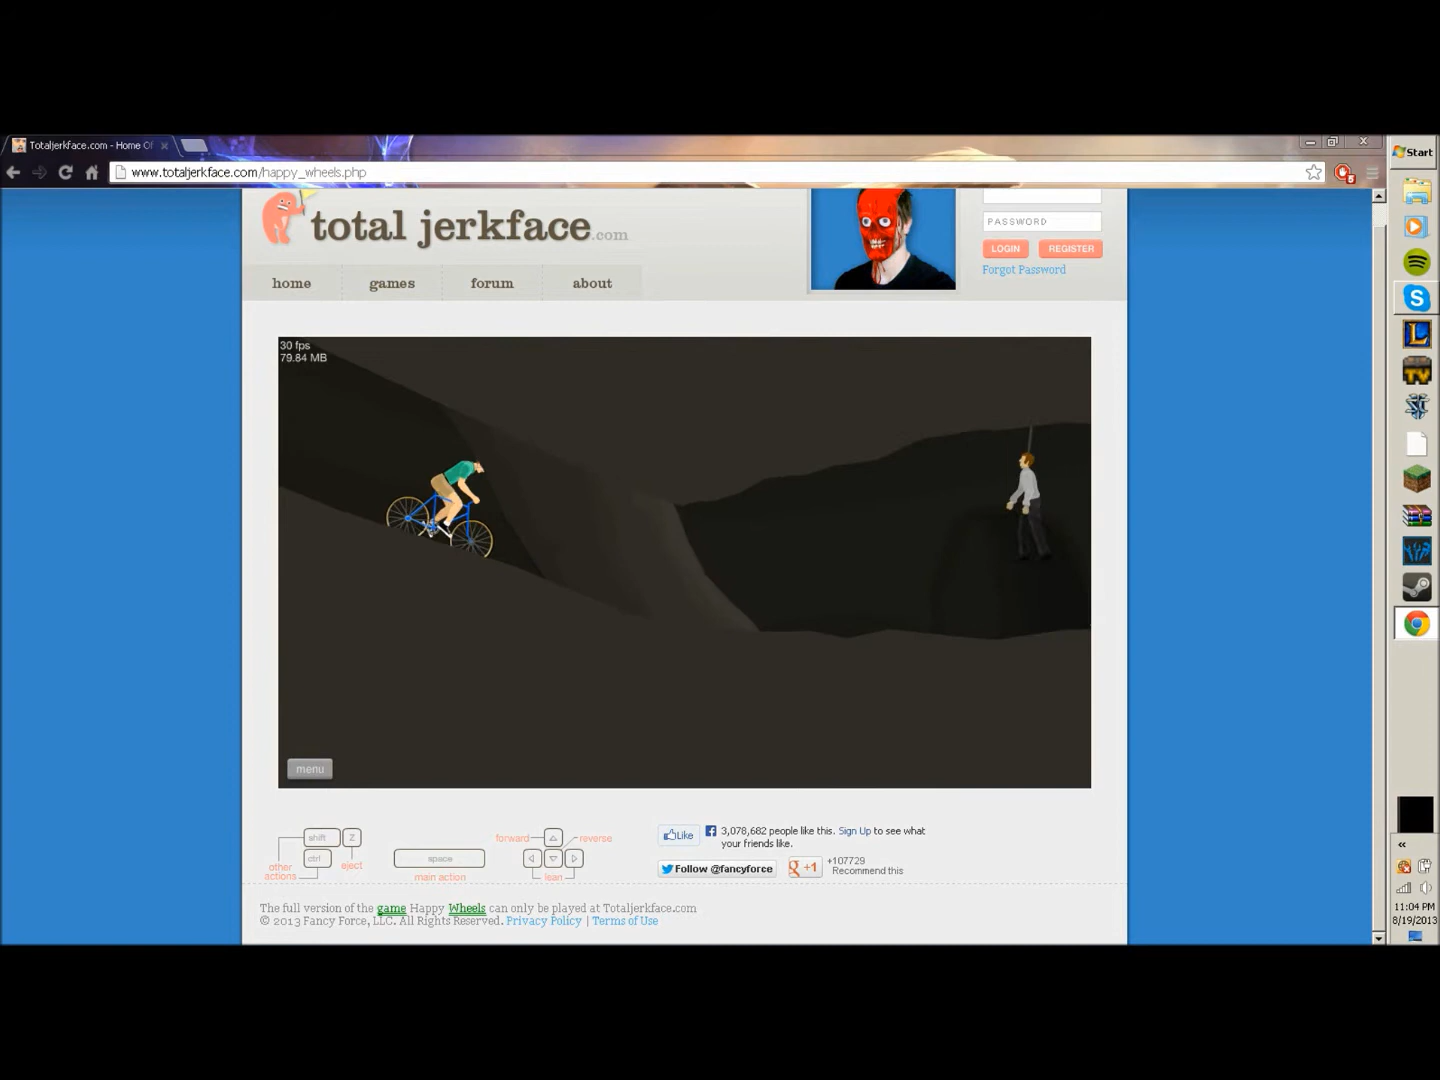 Totaljerkface.com - Home Of
Start
www.totaljerkface.com/happy_wheels.php
5
total jerkface.com
PASSWORD
LOGIN
REGISTER
Forgot Password
home
games
forum
about
30 fps
79.84 MB
menu
S
L
TV
shift
Z
ctrl
other
actions
eject
space
main action
forward
reverse
lean
Like
3,078,682 people like this. Sign Up to see what
your friends like.
Follow @fancyforce
+1
+107729
Recommend this
The full version of the game Happy Wheels can only be played at Totaljerkface.com
© 2013 Fancy Force, LLC. All Rights Reserved. Privacy Policy | Terms of Use
«
11:04 PM
8/19/2013